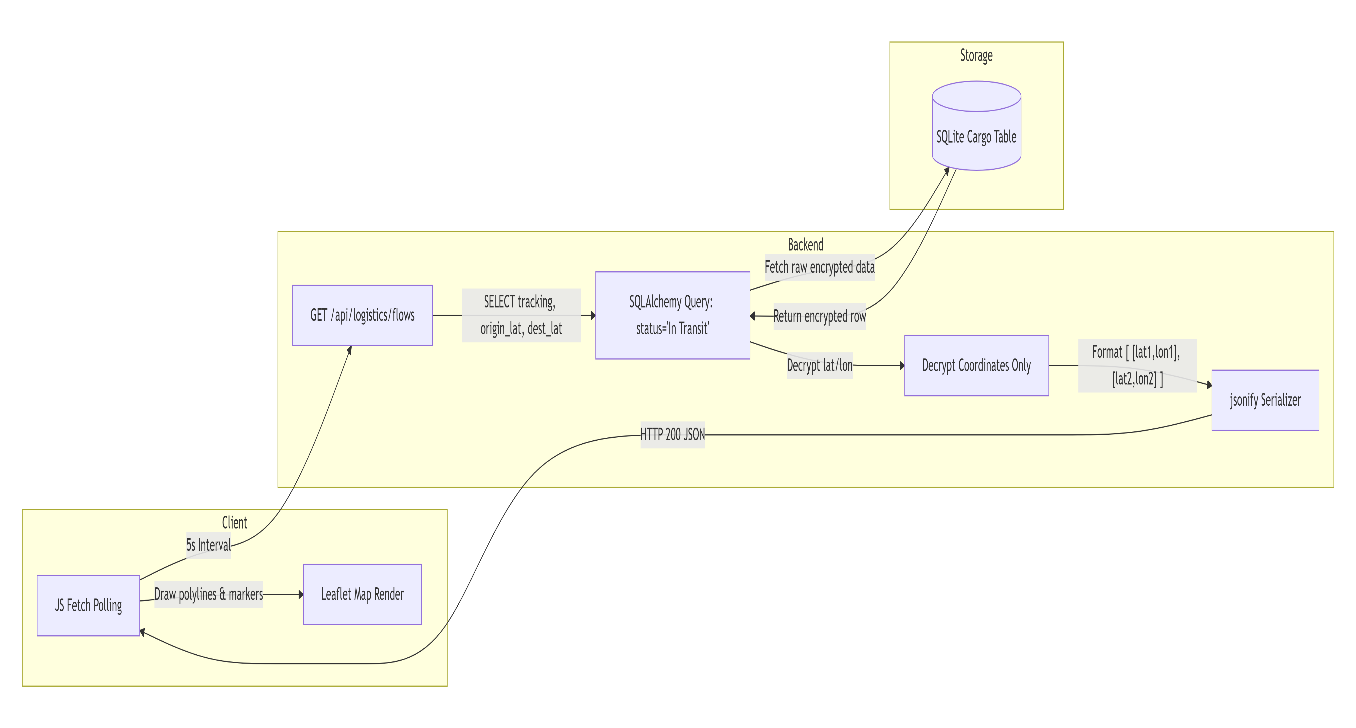 Storage
SQLite Cargo Table
Backend
Fetch raw encrypted data
GET /api/logistics/flows
SELECT tracking,
origin_lat, dest_lat
SQLAlchemy Query:
status='In Transit'
Return encrypted row
Decrypt lat/lon
Decrypt Coordinates Only
Format [ [lat1,lon1],
[lat2,lon2] ]
jsonify Serializer
HTTP 200 JSON
Client
5s Interval
JS Fetch Polling
Draw polylines & markers
Leaflet Map Render